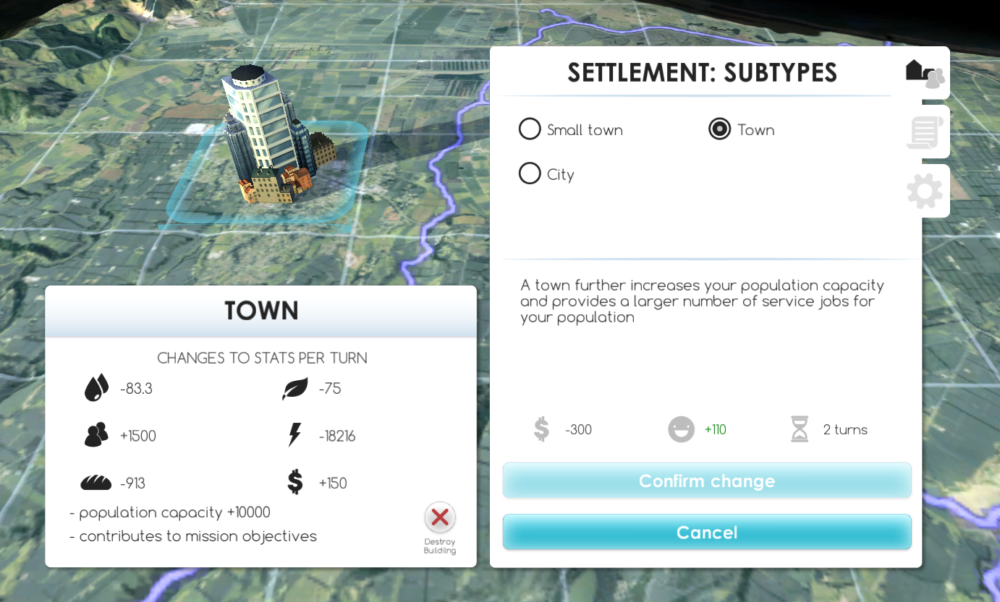 SETTLEMENT: SUBTYPES
Small town
Town
City
A town further increases your population capacity
and provides a larger number of service jobs for
your population
$ -300
+110
2 turns
Confirm change
Cancel
TOWN
CHANGES TO STATS PER TURN
-83.3
-75
+1500
-18216
-913
$ +150
- population capacity +10000
- contributes to mission objectives
Destroy
Buildilng